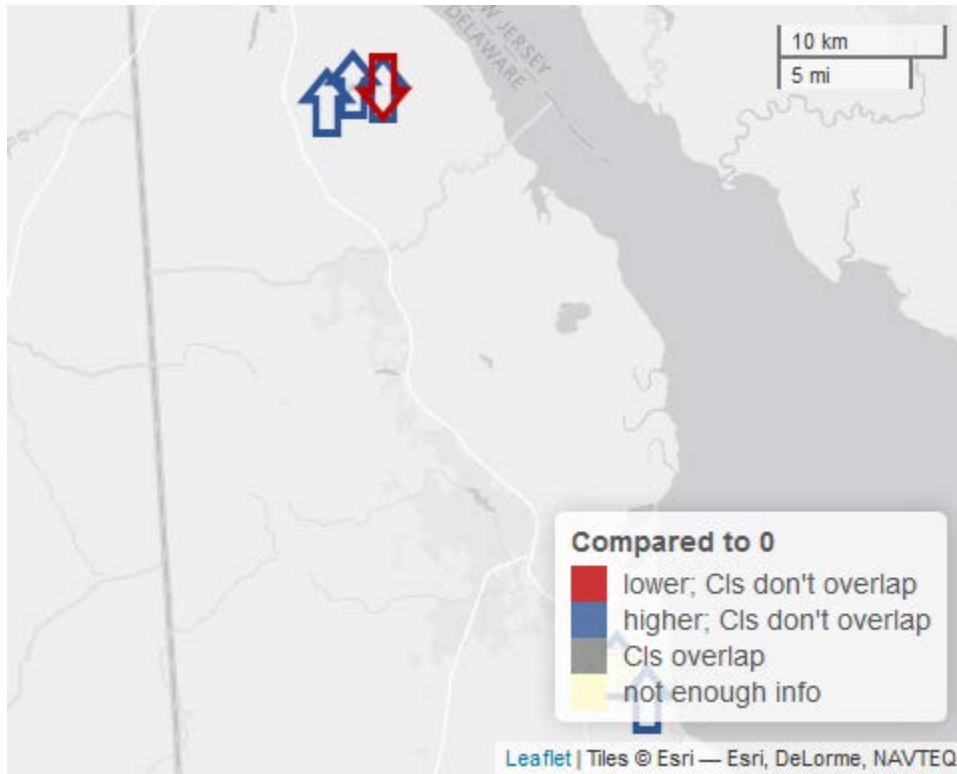 NEW JERSEY
DELAWARE
10 km
5 mi
Compared to 0
lower; CIs don't overlap
higher; CIs don't overlap
CIs overlap
not enough info
Leaflet | Tiles © Esri — Esri, DeLorme, NAVTEQ